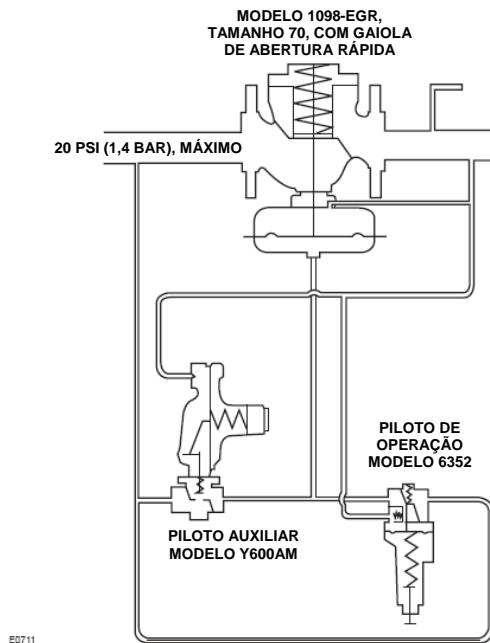 MODELO 1098-EGR,
TAMANHO 70, COM GAIOLA
DE ABERTURA RÁPIDA
20 PSI (1,4 BAR), MÁXIMO
PILOTO DE
OPERAÇÃO
MODELO 6352
PILOTO AUXILIAR
MODELO Y600AM
E0711